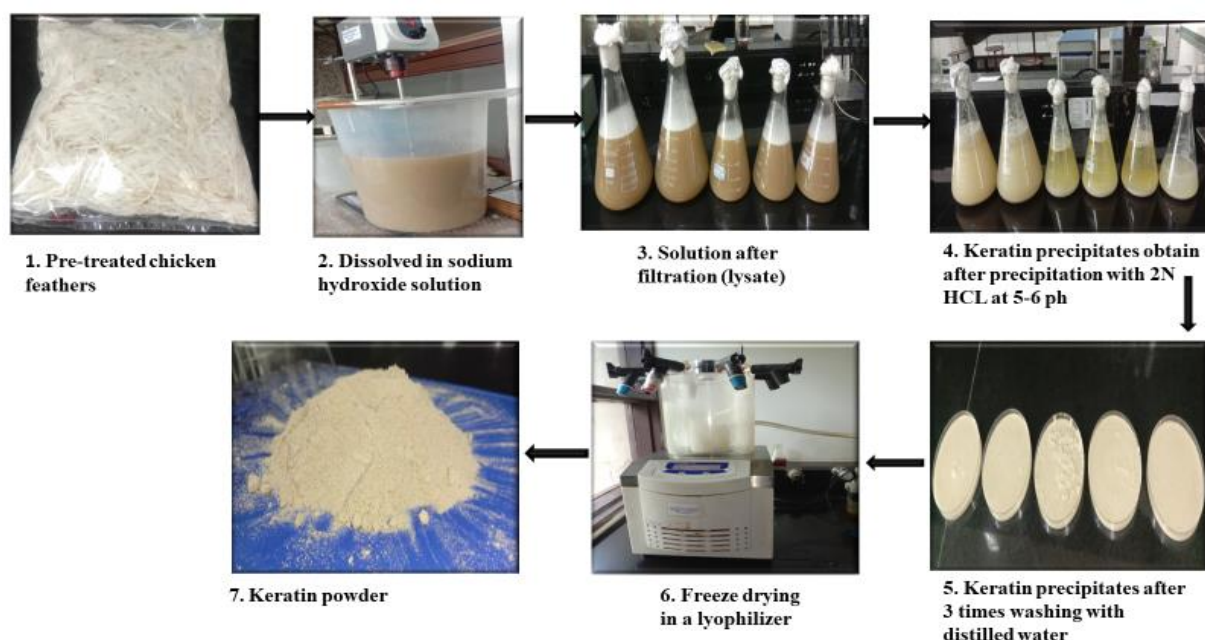 1. Pre-treated chicken
feathers
2. Dissolved in sodium
hydroxide solution
3. Solution after
filtration (lysate)
4. Keratin precipitates obtain
after precipitation with 2N
HCL at 5-6 ph
5. Keratin precipitates after
3 times washing with
distilled water
6. Freeze drying
in a lyophilizer
7. Keratin powder